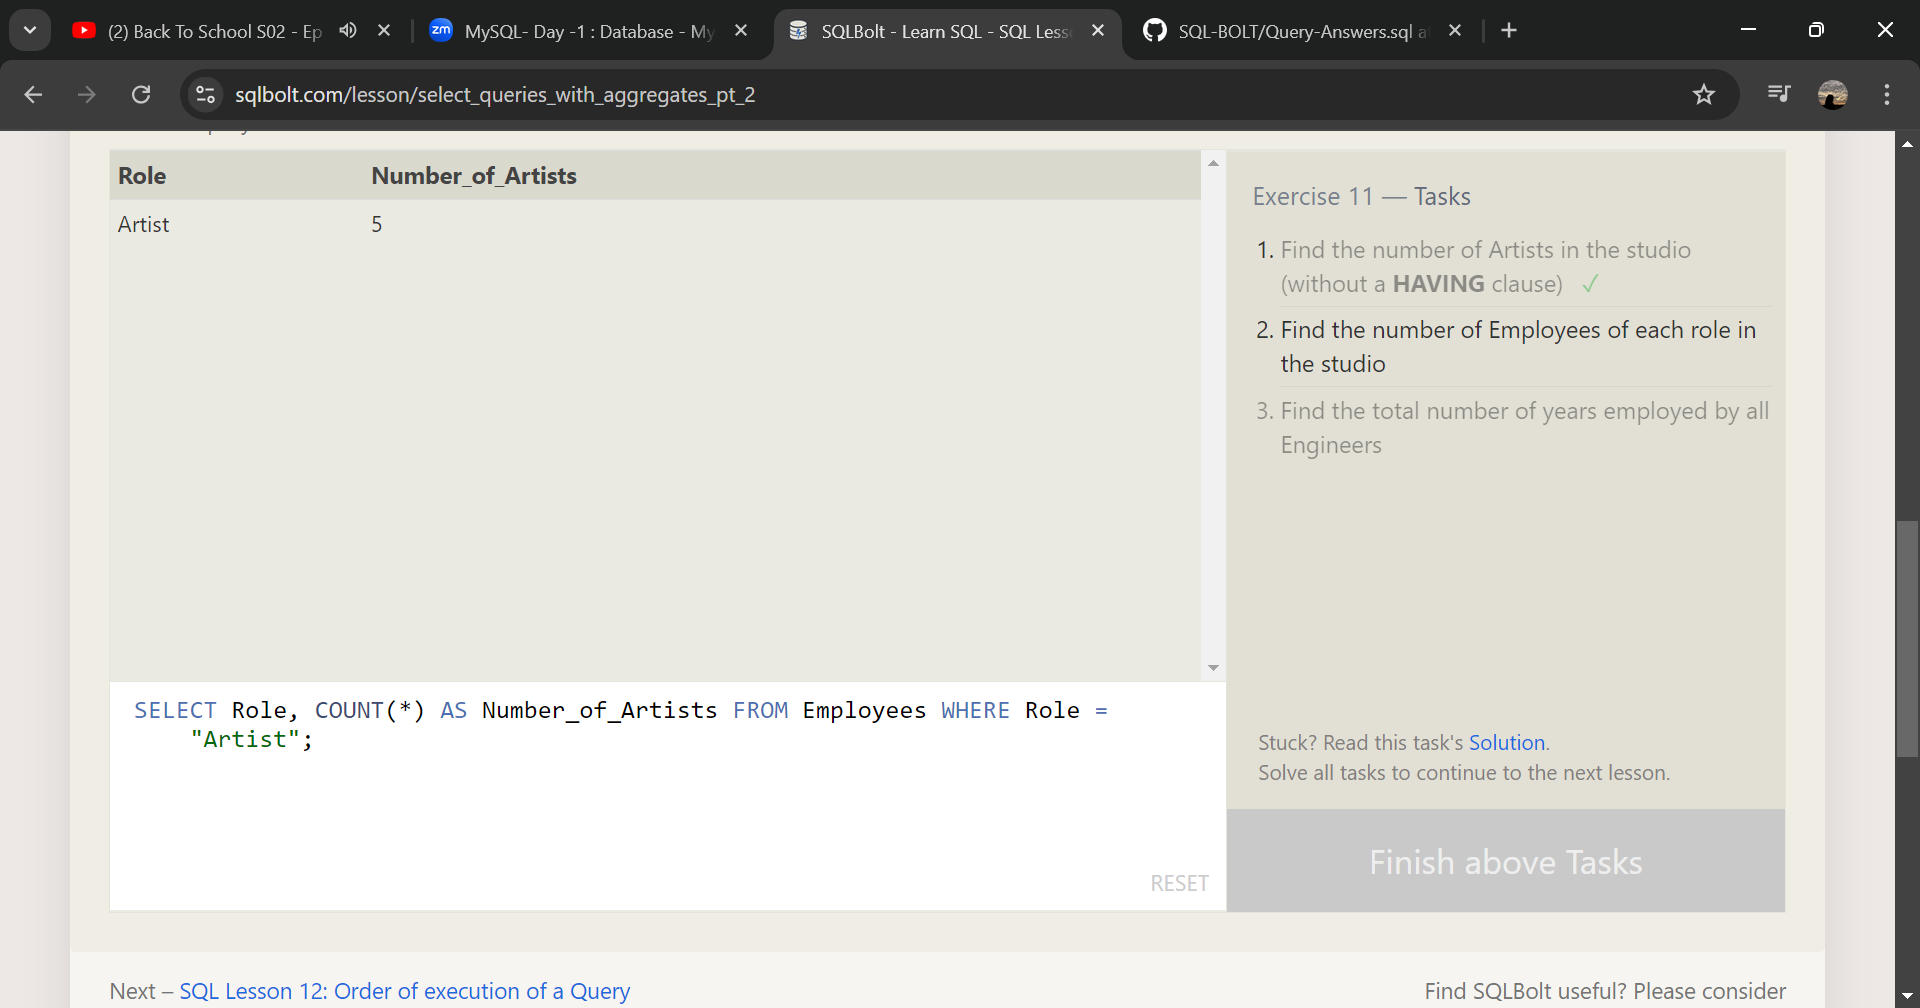 (2) Back To School S02 - Ep
zm MySQL- Day -1 : Database - My
SQLBolt - Learn SQL - SQL Less
SQL-BOLT/Query-Answers.sql a
sqlbolt.com/lesson/select_queries_with_aggregates_pt_2
Role Number_of_Artists
Artist 5
Exercise 11 — Tasks
1. Find the number of Artists in the studio
(without a HAVING clause) ✓
2. Find the number of Employees of each role in
the studio
3. Find the total number of years employed by all
Engineers
SELECT Role, COUNT(*) AS Number_of_Artists FROM Employees WHERE Role =
"Artist";
RESET
Stuck? Read this task's Solution.
Solve all tasks to continue to the next lesson.
Finish above Tasks
Next – SQL Lesson 12: Order of execution of a Query
Find SQLBolt useful? Please consider